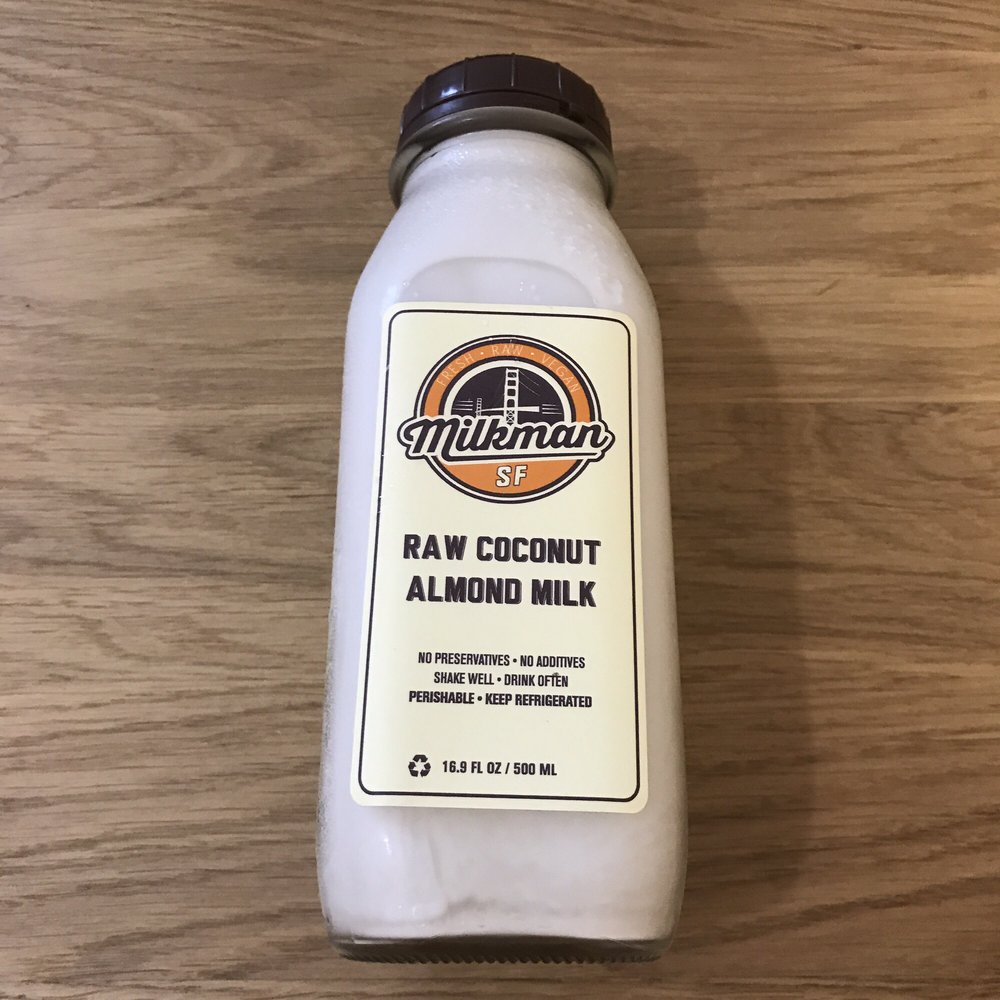 FRESH • RAW • VEGAN
Milkman
SF
RAW COCONUT
ALMOND MILK
NO PRESERVATIVES • NO ADDITIVES
SHAKE WELL • DRINK OFTEN
PERISHABLE • KEEP REFRIGERATED
16.9 FL OZ / 500 ML